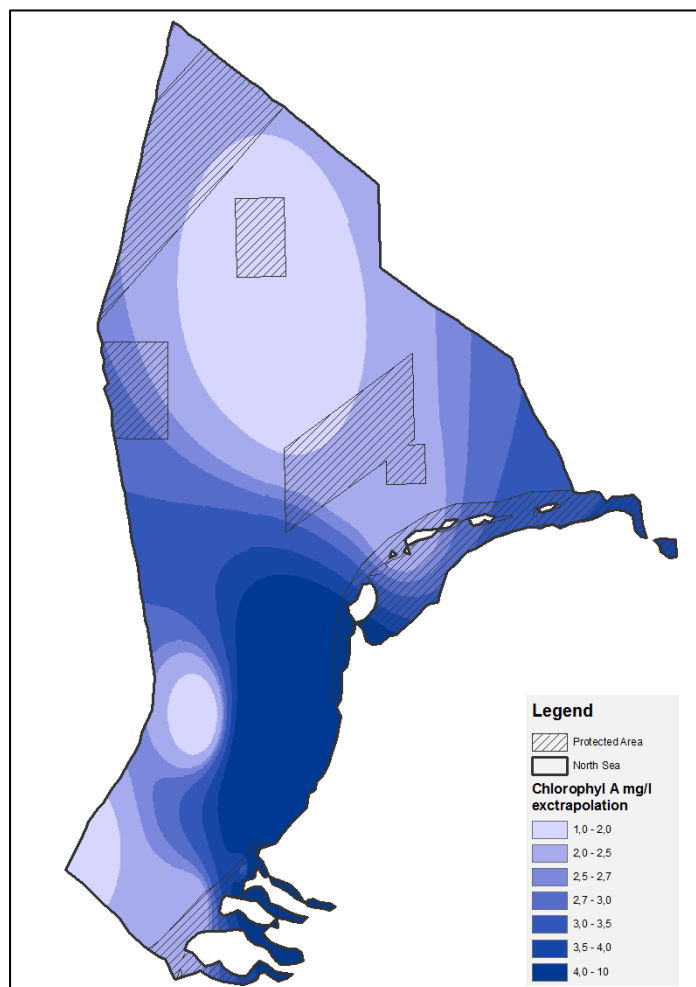 Legend
Protected Area
North Sea
Chlorophyl A mg/l
exctrapolation
1,0 - 2,0
2,0 - 2,5
2,5 - 2,7
2,7 - 3,0
3,0 - 3,5
3,5 - 4,0
4,0 - 10